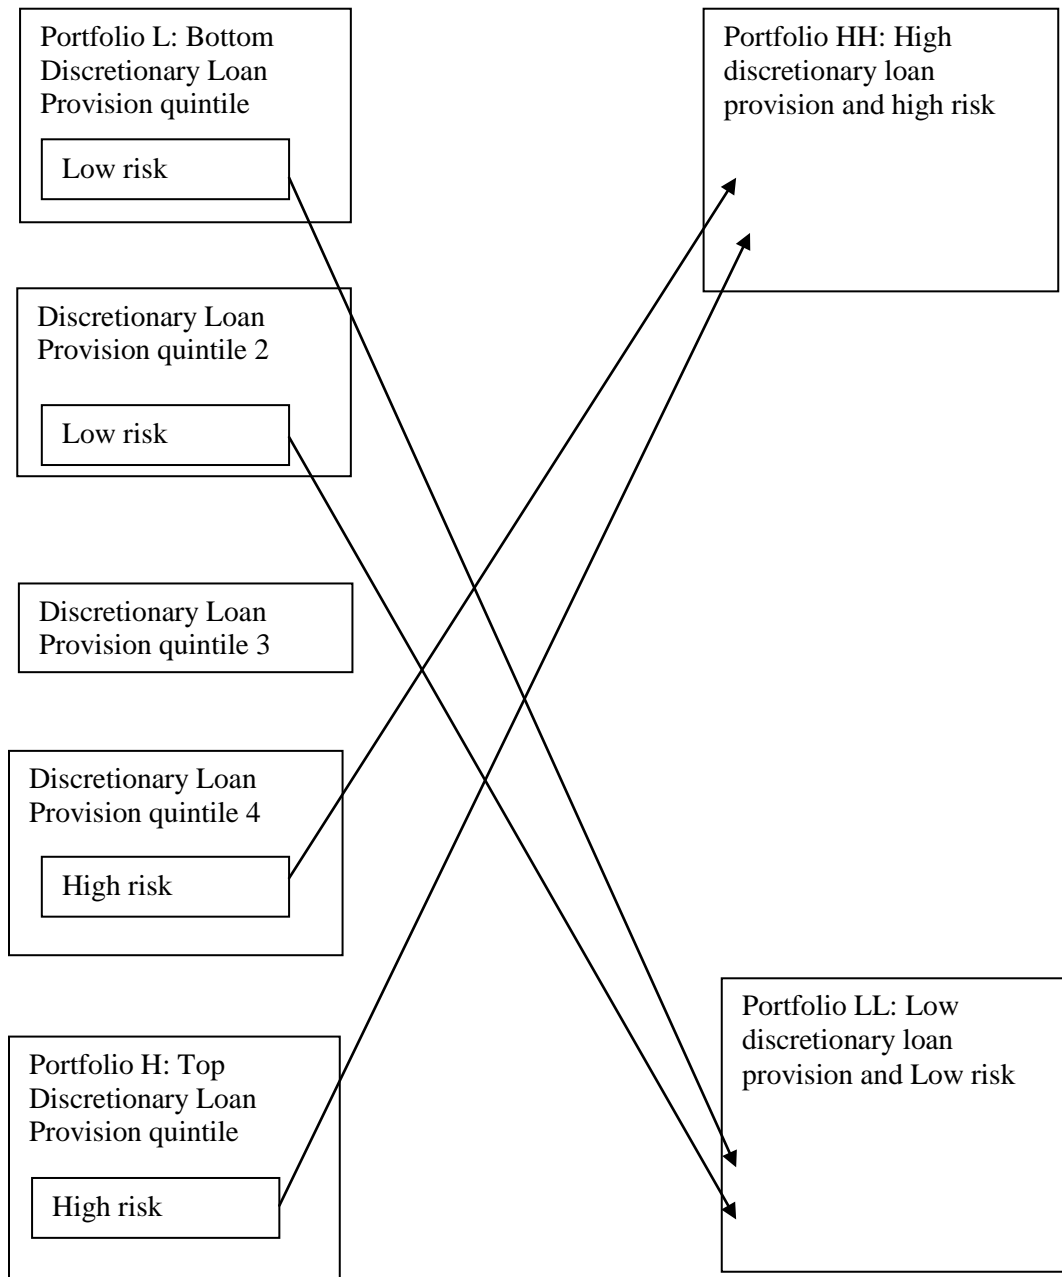 Portfolio L: Bottom
Discretionary Loan
Provision quintile
Low risk
Discretionary Loan
Provision quintile 2
Low risk
Discretionary Loan
Provision quintile 3
Discretionary Loan
Provision quintile 4
High risk
Portfolio H: Top
Discretionary Loan
Provision quintile
High risk
Portfolio HH: High
discretionary loan
provision and high risk
Portfolio LL: Low
discretionary loan
provision and Low risk